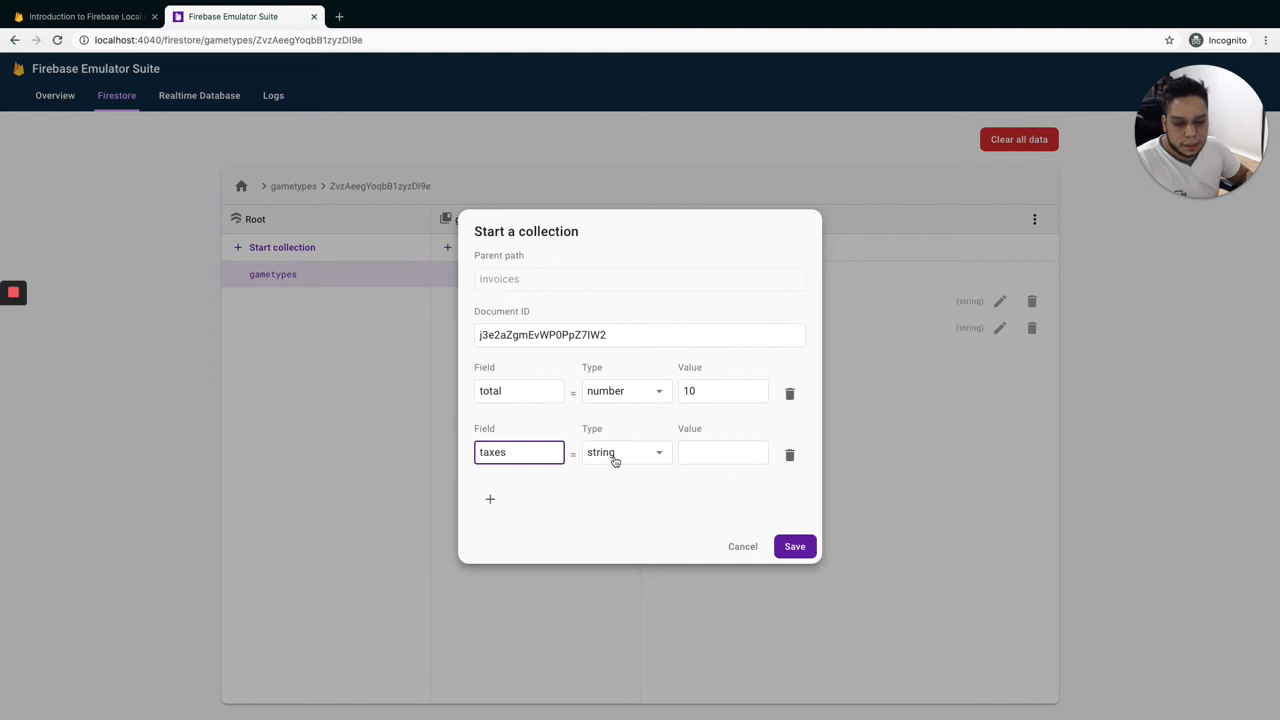 Introduction to Firebase Local
Firebase Emulator Suite
localhost:4040/firestore/gametypes/ZvzAeegYoqbB1zyzDI9e
Incognito
Firebase Emulator Suite
Overview
Firestore
Realtime Database
Logs
Clear all data
gametypes
ZvzAeegYoqbB1zyzDI9e
Root
Start collection
gametypes
(string)
(string)
Start a collection
Parent path
invoices
Document ID
j3e2aZgmEvWP0PpZ7IW2
Field Type Value
total = number 10
Field Type Value
taxes = string
Cancel Save